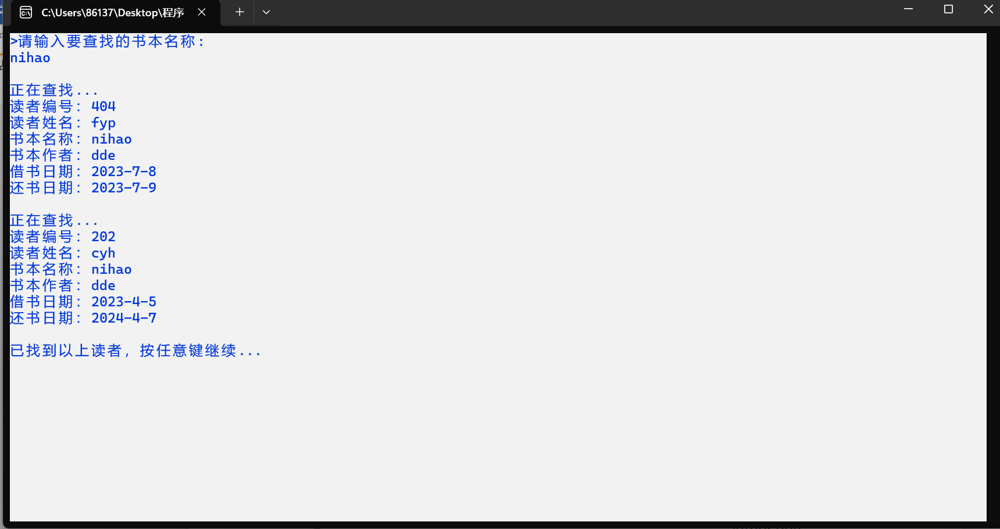 C:\Users\86137\Desktop\程序
>请输入要查找的书本名称:
nihao
正在查找...
读者编号: 404
读者姓名: fyp
书本名称: nihao
书本作者: dde
借书日期: 2023-7-8
还书日期: 2023-7-9
正在查找...
读者编号: 202
读者姓名: cyh
书本名称: nihao
书本作者: dde
借书日期: 2023-4-5
还书日期: 2024-4-7
已找到以上读者, 按任意键继续...